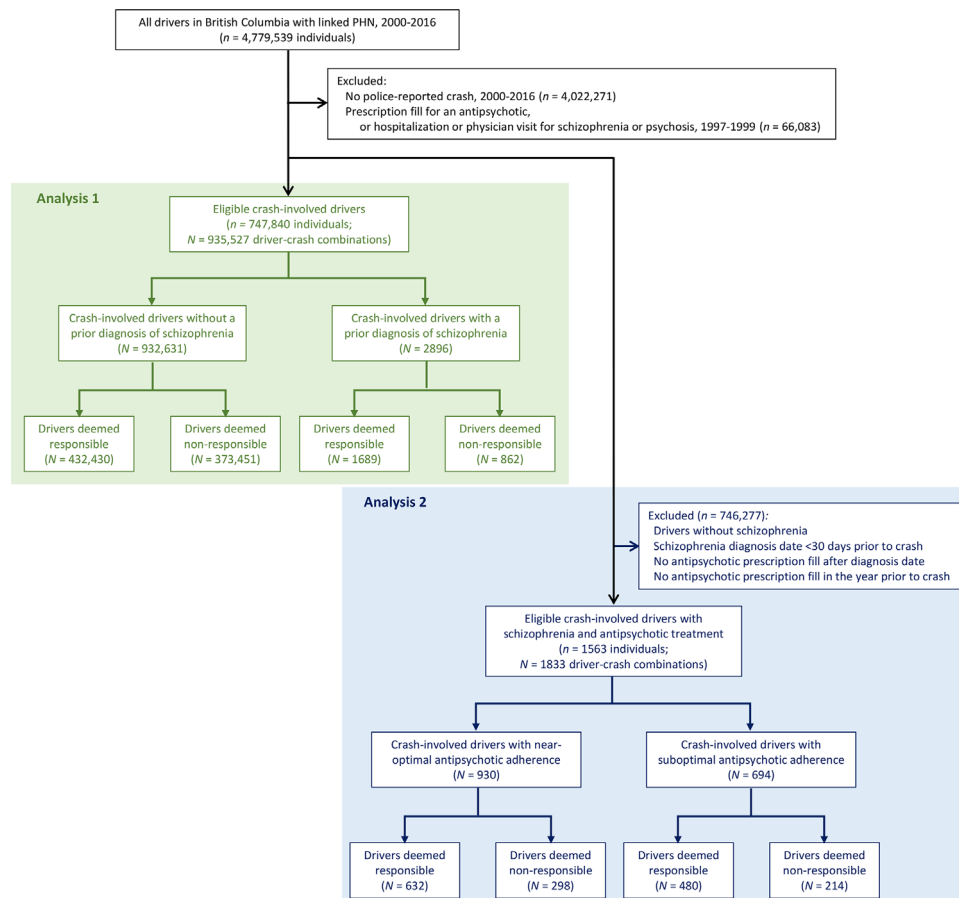 All drivers in British Columbia with linked PHN, 2000-2016
(n = 4,779,539 individuals)
Excluded:
No police-reported crash, 2000-2016 (n = 4,022,271)
Prescription fill for an antipsychotic,
or hospitalization or physician visit for schizophrenia or psychosis, 1997-1999 (n = 66,083)
Analysis 1
Eligible crash-involved drivers
(n = 747,840 individuals;
N = 935,527 driver-crash combinations)
Crash-involved drivers without a
prior diagnosis of schizophrenia
(N = 932,631)
Crash-involved drivers with a
prior diagnosis of schizophrenia
(N = 2896)
Drivers deemed
responsible
(N = 432,430)
Drivers deemed
non-responsible
(N = 373,451)
Drivers deemed
responsible
(N = 1689)
Drivers deemed
non-responsible
(N = 862)
Analysis 2
Excluded (n = 746,277):
Drivers without schizophrenia
Schizophrenia diagnosis date <30 days prior to crash
No antipsychotic prescription fill after diagnosis date
No antipsychotic prescription fill in the year prior to crash
Eligible crash-involved drivers with
schizophrenia and antipsychotic treatment
(n = 1563 individuals;
N = 1833 driver-crash combinations)
Crash-involved drivers with near-
optimal antipsychotic adherence
(N = 930)
Crash-involved drivers with
suboptimal antipsychotic adherence
(N = 694)
Drivers deemed
responsible
(N = 632)
Drivers deemed
non-responsible
(N = 298)
Drivers deemed
responsible
(N = 480)
Drivers deemed
non-responsible
(N = 214)